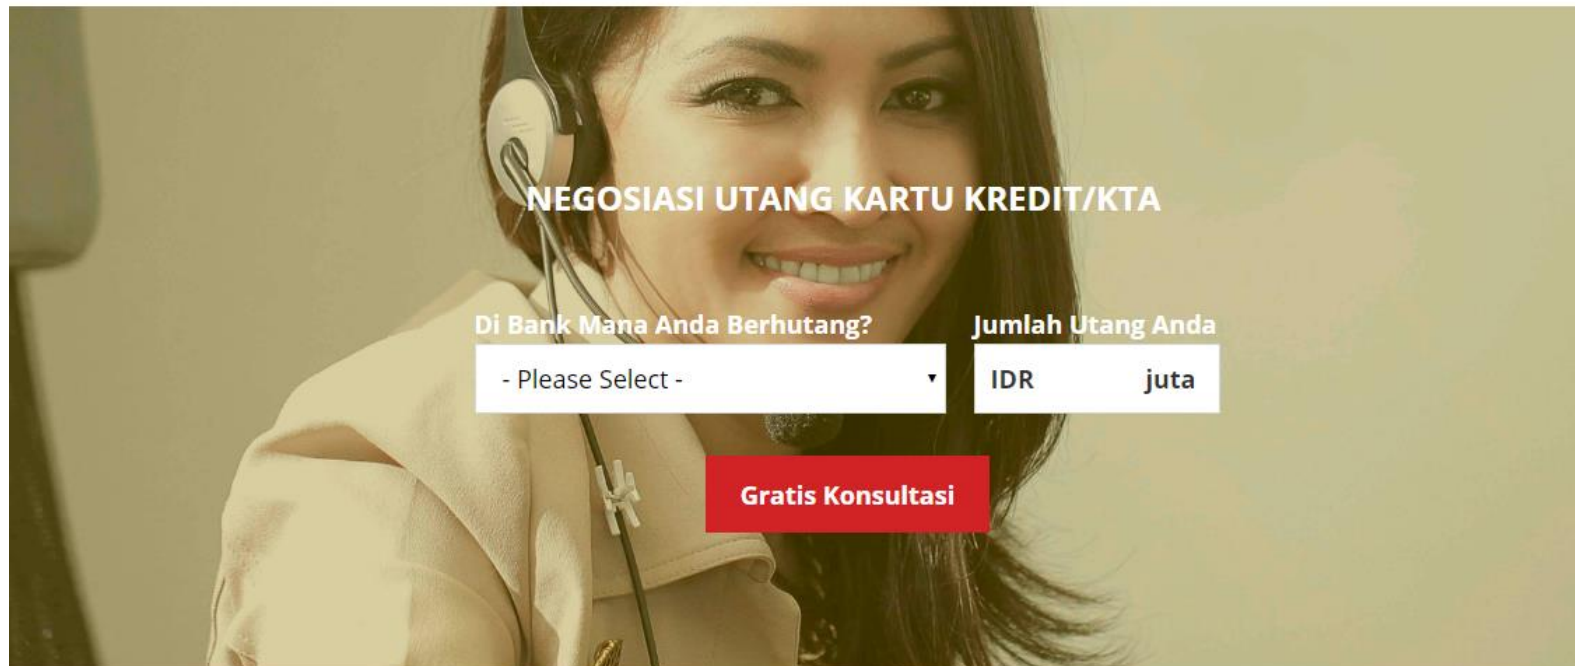 NEGOSIASI UTANG KARTU KREDIT/KTA
Di Bank Mana Anda Berhutang? Jumlah Utang Anda
- Please Select - IDR juta
Gratis Konsultasi